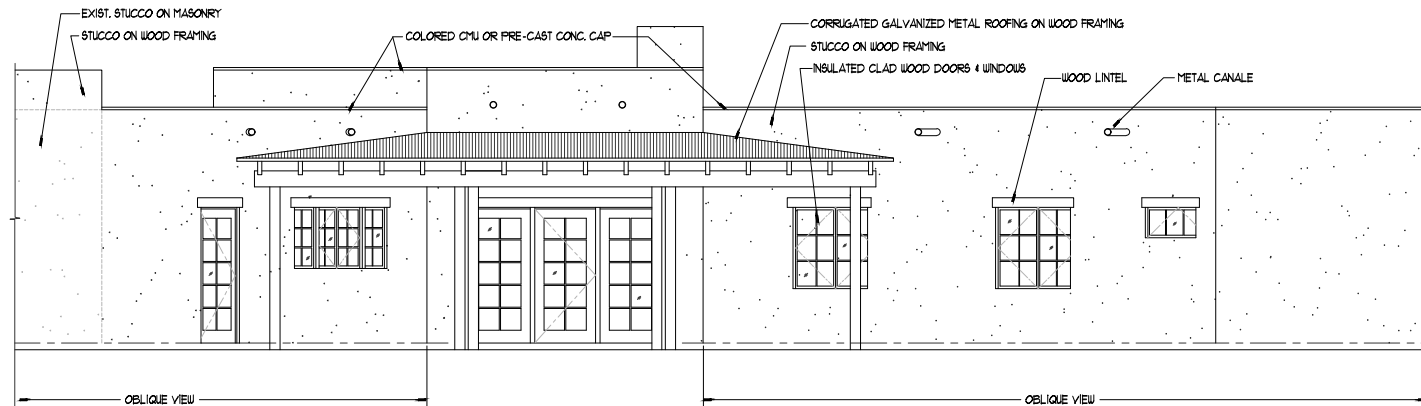 EXIST. STUCCO ON MASONRY
STUCCO ON WOOD FRAMING
COLORED CMU OR PRE-CAST CONC. CAP
CORRUGATED GALVANIZED METAL ROOFING ON WOOD FRAMING
STUCCO ON WOOD FRAMING
INSULATED CLAD WOOD DOORS & WINDOWS
WOOD LINTEL
METAL CANALE
OBLIQUE VIEW
OBLIQUE VIEW